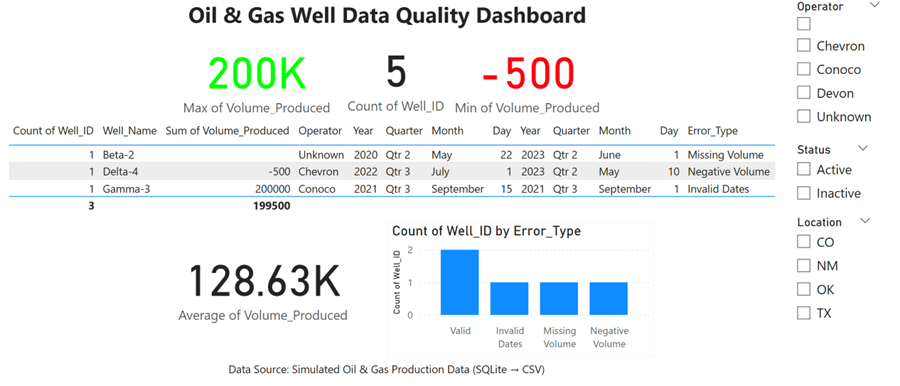 Oil & Gas Well Data Quality Dashboard
200K
Max of Volume_Produced
5
Count of Well_ID
-500
Min of Volume_Produced
Count of Well_ID Well_Name Sum of Volume_Produced Operator Year Quarter Month Day Year Quarter Month Day Error_Type
1 Beta-2 Unknown 2020 Qtr 2 May 22 2023 Qtr 2 June 1 Missing Volume
1 Delta-4 -500 Chevron 2022 Qtr 3 July 1 2023 Qtr 2 May 10 Negative Volume
1 Gamma-3 200000 Conoco 2021 Qtr 3 September 15 2021 Qtr 3 September 1 Invalid Dates
3 199500
128.63K
Average of Volume_Produced
Count of Well_ID by Error_Type
Count of Well_ID
2
1
0
Valid
Invalid
Dates
Missing
Volume
Negative
Volume
Data Source: Simulated Oil & Gas Production Data (SQLite → CSV)
Operator
Chevron
Conoco
Devon
Unknown
Status
Active
Inactive
Location
CO
NM
OK
TX